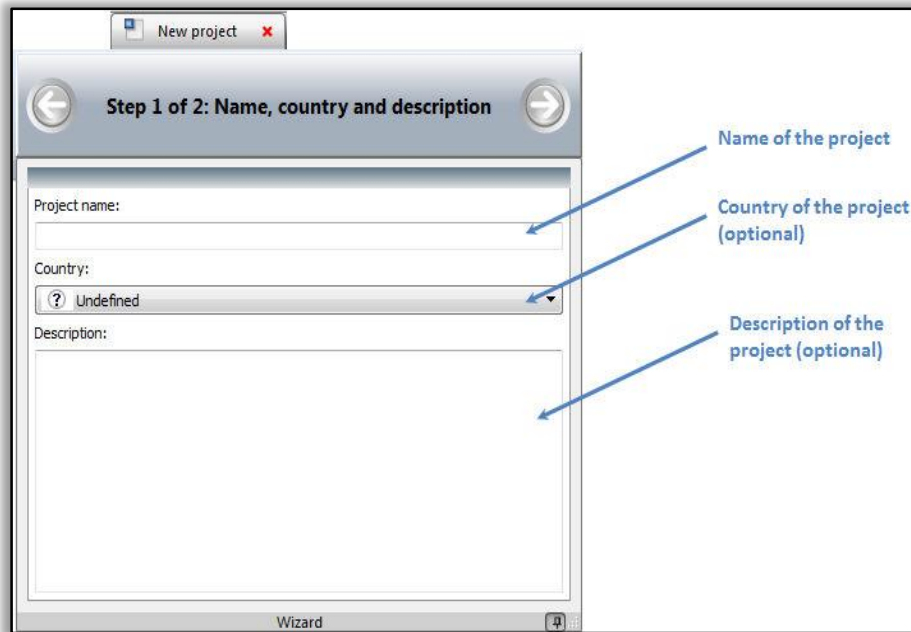 New project
Step 1 of 2: Name, country and description
Name of the project
Project name:
Country of the project
(optional)
Country:
? Undefined
Description:
Description of the
project (optional)
Wizard